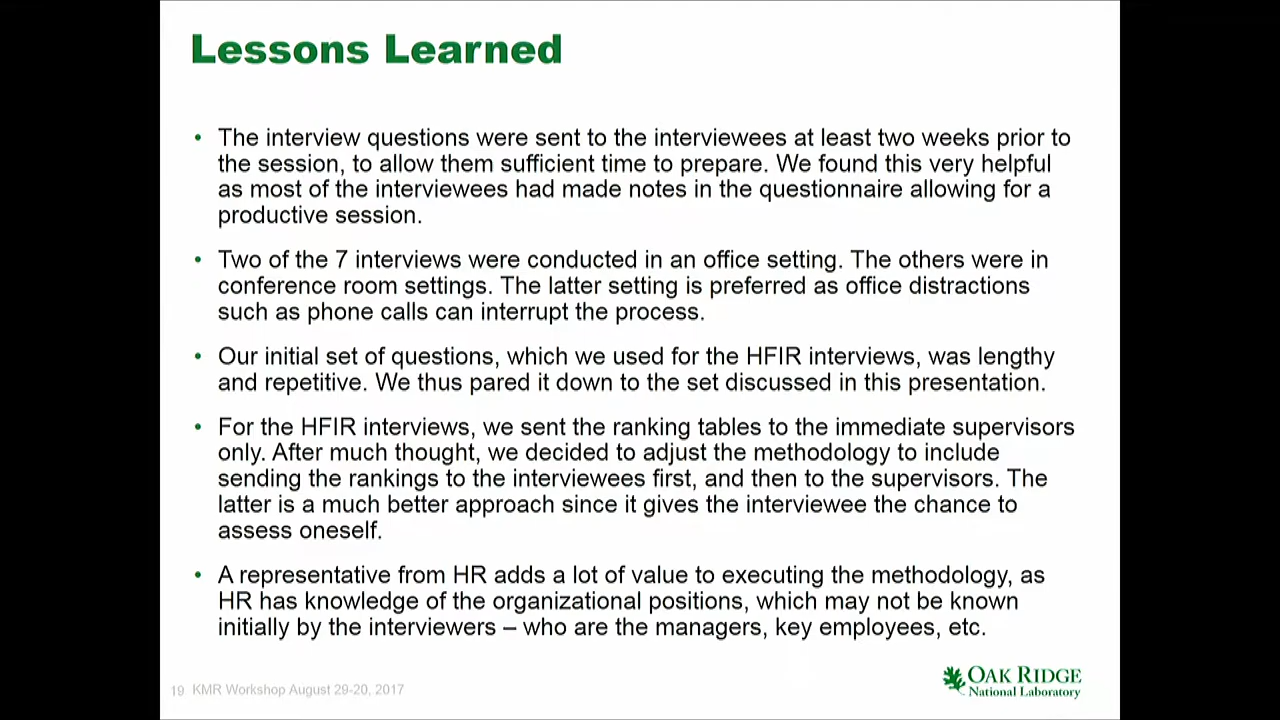 Lessons Learned
• The interview questions were sent to the interviewees at least two weeks prior to
the session, to allow them sufficient time to prepare. We found this very helpful
as most of the interviewees had made notes in the questionnaire allowing for a
productive session.
• Two of the 7 interviews were conducted in an office setting. The others were in
conference room settings. The latter setting is preferred as office distractions
such as phone calls can interrupt the process.
• Our initial set of questions, which we used for the HFIR interviews, was lengthy
and repetitive. We thus pared it down to the set discussed in this presentation.
• For the HFIR interviews, we sent the ranking tables to the immediate supervisors
only. After much thought, we decided to adjust the methodology to include
sending the rankings to the interviewees first, and then to the supervisors. The
latter is a much better approach since it gives the interviewee the chance to
assess oneself.
• A representative from HR adds a lot of value to executing the methodology, as
HR has knowledge of the organizational positions, which may not be known
initially by the interviewers – who are the managers, key employees, etc.
19 KMR Workshop August 29-20, 2017
OAK RIDGE
National Laboratory